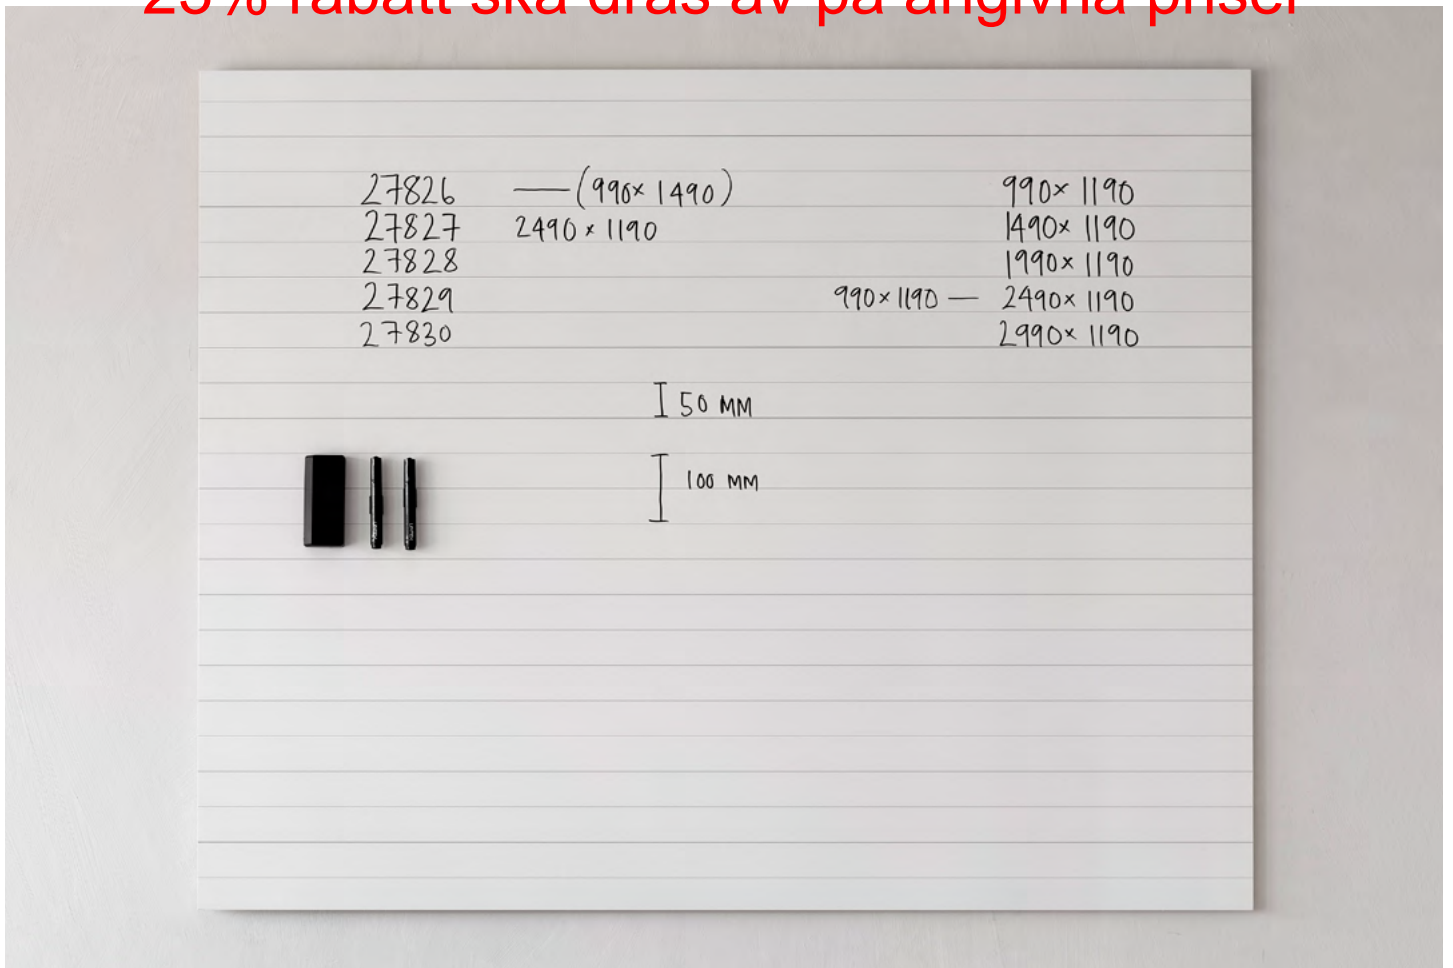 25% rabatt ska dras av på angivna priser
27826 —(990× 1490) 990× 1190
27827 2490 × 1190 1490× 1190
27828 1990× 1190
27829 990×1190 — 2490× 1190
27830 2990× 1190
50 MM
100 MM